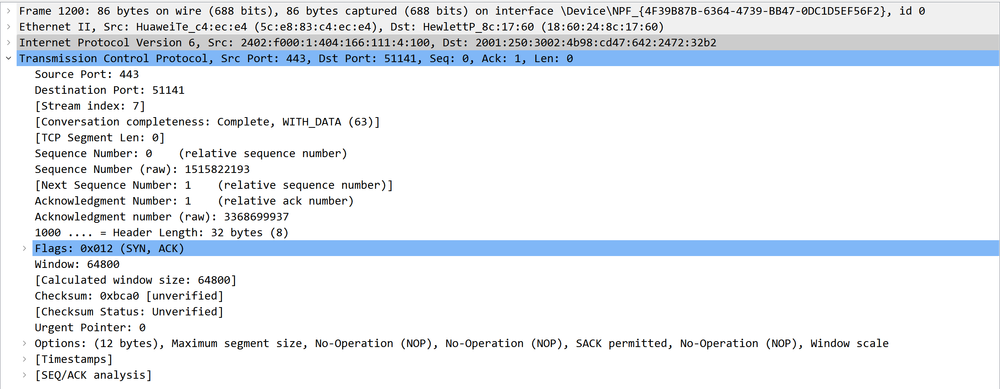 Frame 1200: 86 bytes on wire (688 bits), 86 bytes captured (688 bits) on interface \Device\NPF_{4F39B87B-6364-4739-BB47-0DC1D5EF56F2}, id 0
Ethernet II, Src: HuaweiTe_c4:ec:e4 (5c:e8:83:c4:ec:e4), Dst: HewlettP_8c:17:60 (18:60:24:8c:17:60)
Internet Protocol Version 6, Src: 2402:f000:1:404:166:111:4:100, Dst: 2001:250:3002:4b98:cd47:642:2472:32b2
Transmission Control Protocol, Src Port: 443, Dst Port: 51141, Seq: 0, Ack: 1, Len: 0
Source Port: 443
Destination Port: 51141
[Stream index: 7]
[Conversation completeness: Complete, WITH_DATA (63)]
[TCP Segment Len: 0]
Sequence Number: 0    (relative sequence number)
Sequence Number (raw): 1515822193
[Next Sequence Number: 1    (relative sequence number)]
Acknowledgment Number: 1    (relative ack number)
Acknowledgment number (raw): 3368699937
1000 .... = Header Length: 32 bytes (8)
Flags: 0x012 (SYN, ACK)
Window: 64800
[Calculated window size: 64800]
Checksum: 0xbca0 [unverified]
[Checksum Status: Unverified]
Urgent Pointer: 0
Options: (12 bytes), Maximum segment size, No-Operation (NOP), No-Operation (NOP), SACK permitted, No-Operation (NOP), Window scale
[Timestamps]
[SEQ/ACK analysis]